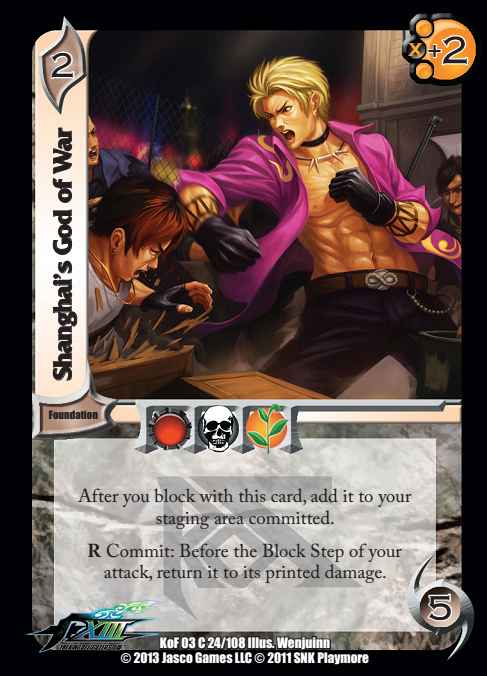 2
x+2
Shanghai's God of War
Foundation
After you block with this card, add it to your
staging area committed.
R Commit: Before the Block Step of your
attack, return it to its printed damage.
5
XIII
KoF 03 C 24/108 Illus. Wenjuinn
© 2013 Jasco Games LLC © 2011 SNK Playmore